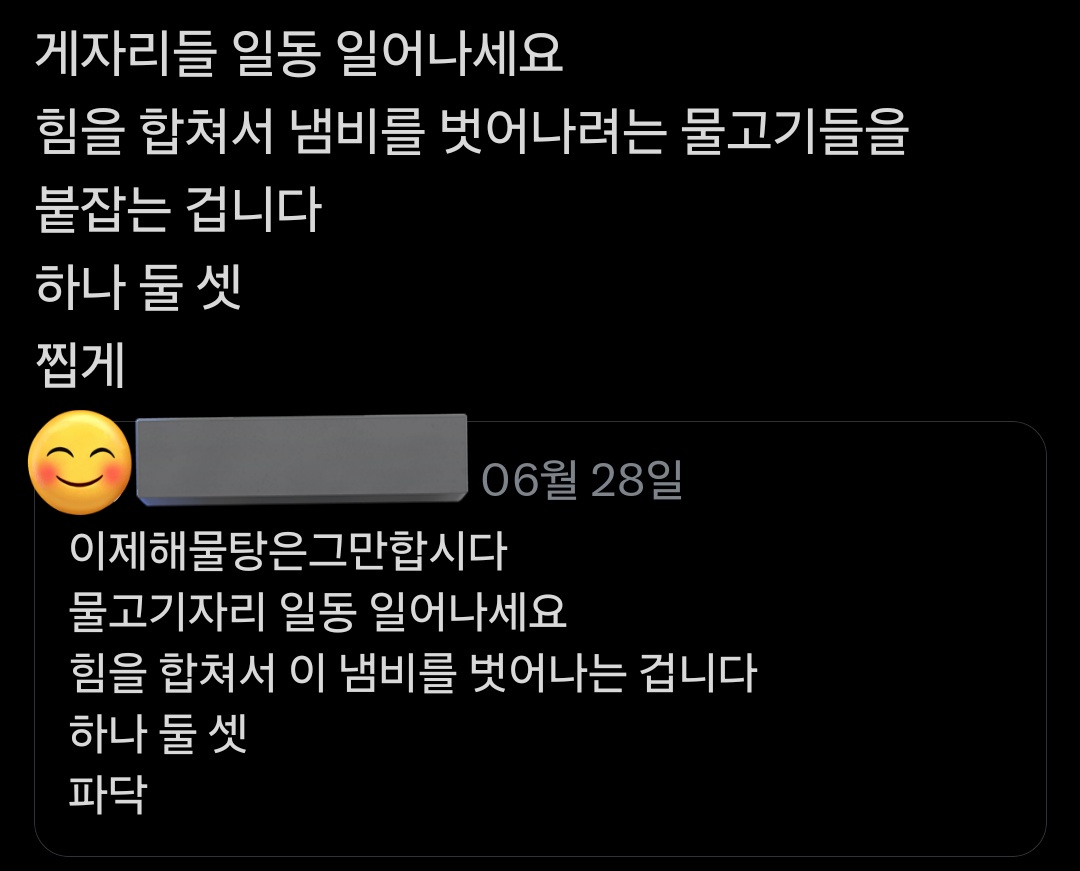 게자리들 일동 일어나세요
힘을 합쳐서 냄비를 벗어나려는 물고기들을
붙잡는 겁니다
하나 둘 셋
찝게
06월 28일
이제해물탕은그만합시다
물고기자리 일동 일어나세요
힘을 합쳐서 이 냄비를 벗어나는 겁니다
하나 둘 셋
파닥